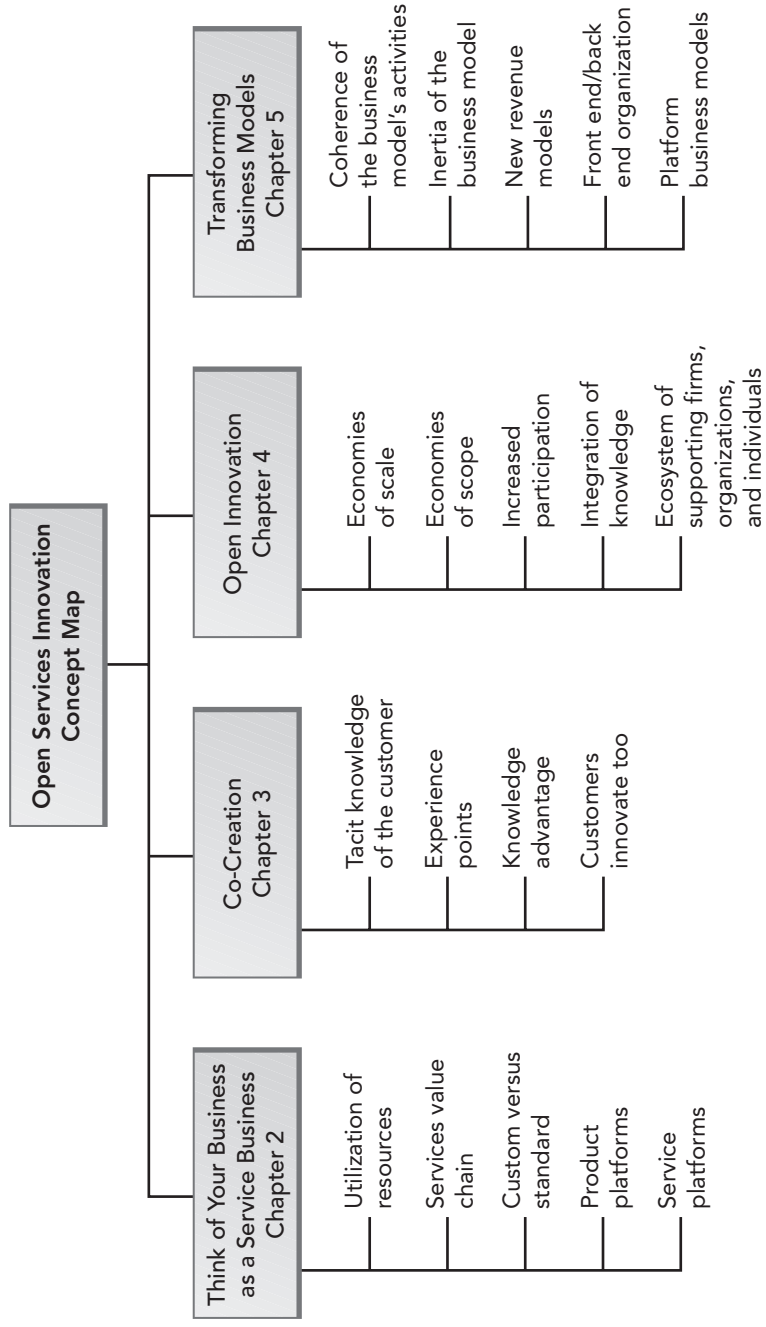 Open Services Innovation
Concept Map
Think of Your Business
as a Service Business
Chapter 2
Utilization of
resources
Services value
chain
Custom versus
standard
Product
platforms
Service
platforms
Co-Creation
Chapter 3
Tacit knowledge
of the customer
Experience
points
Knowledge
advantage
Customers
innovate too
Open Innovation
Chapter 4
Economies
of scale
Economies
of scope
Increased
participation
Integration of
knowledge
Ecosystem of
supporting firms,
organizations,
and individuals
Transforming
Business Models
Chapter 5
Coherence of
the business
model's activities
Inertia of the
business model
New revenue
models
Front end/back
end organization
Platform
business models